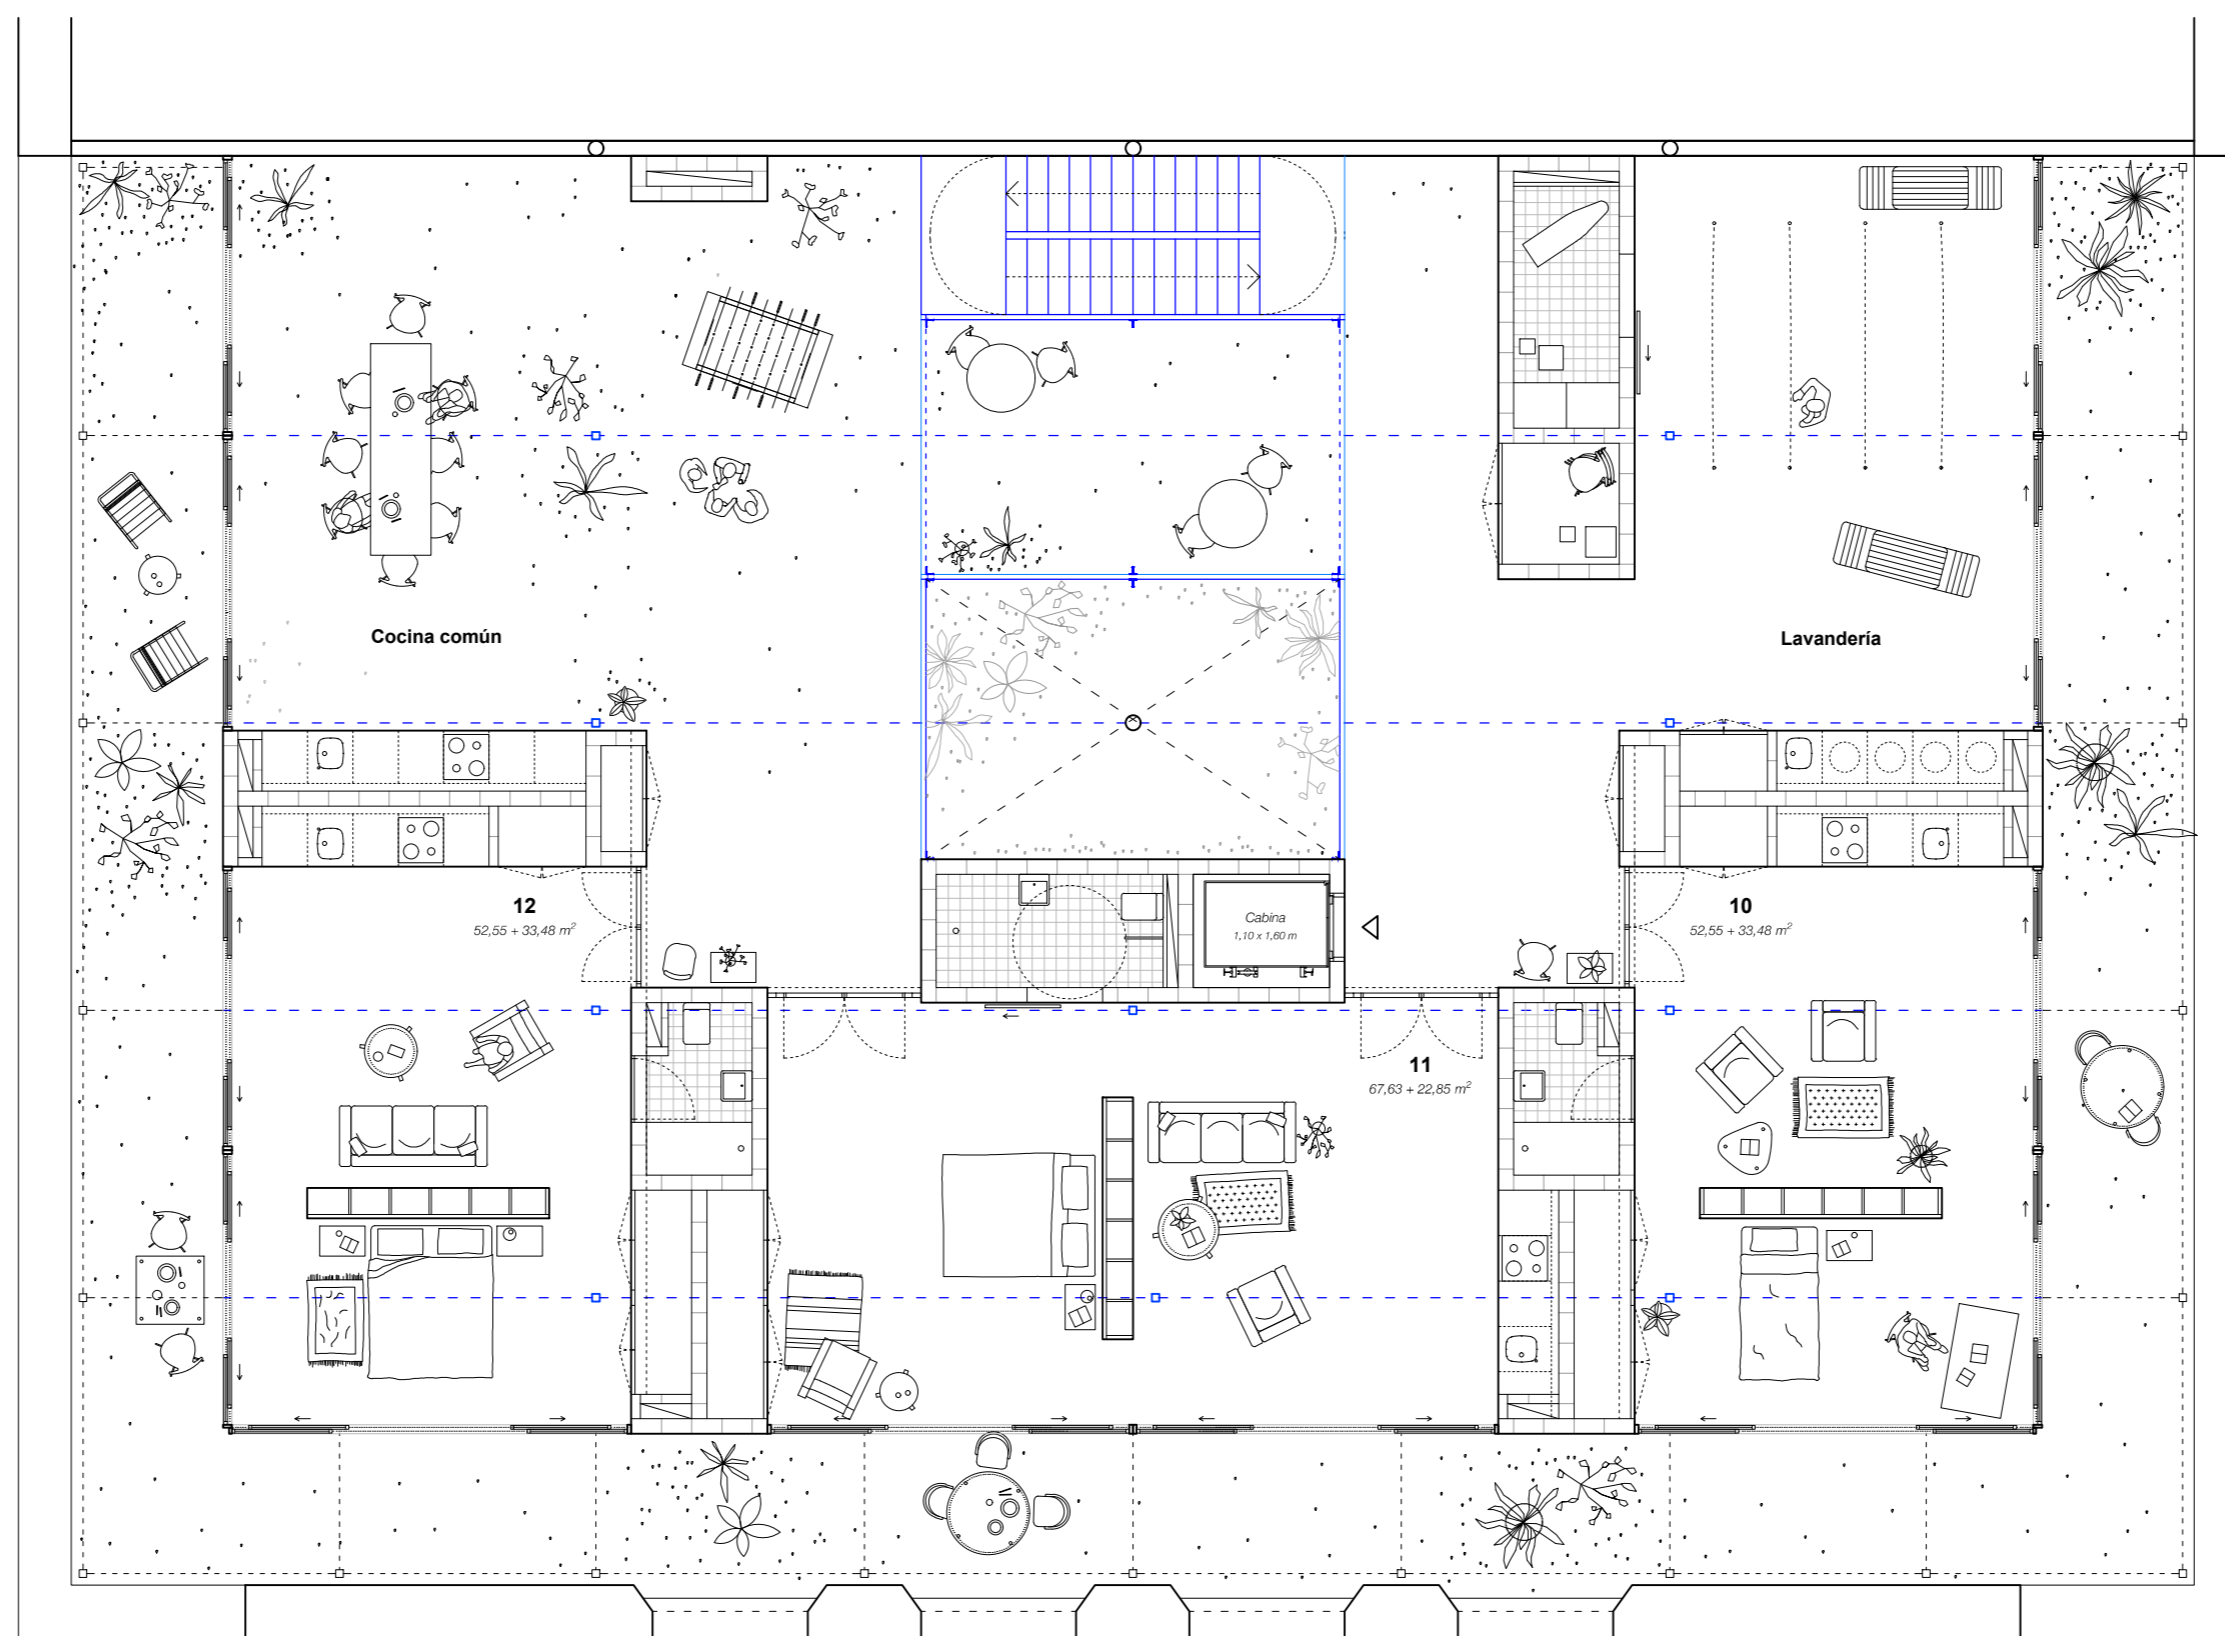 Cocina común
Lavandería
12
52,55 + 33,48 m²
Cabina
1,10 x 1,60 m
10
52,55 + 33,48 m²
11
67,63 + 22,85 m²